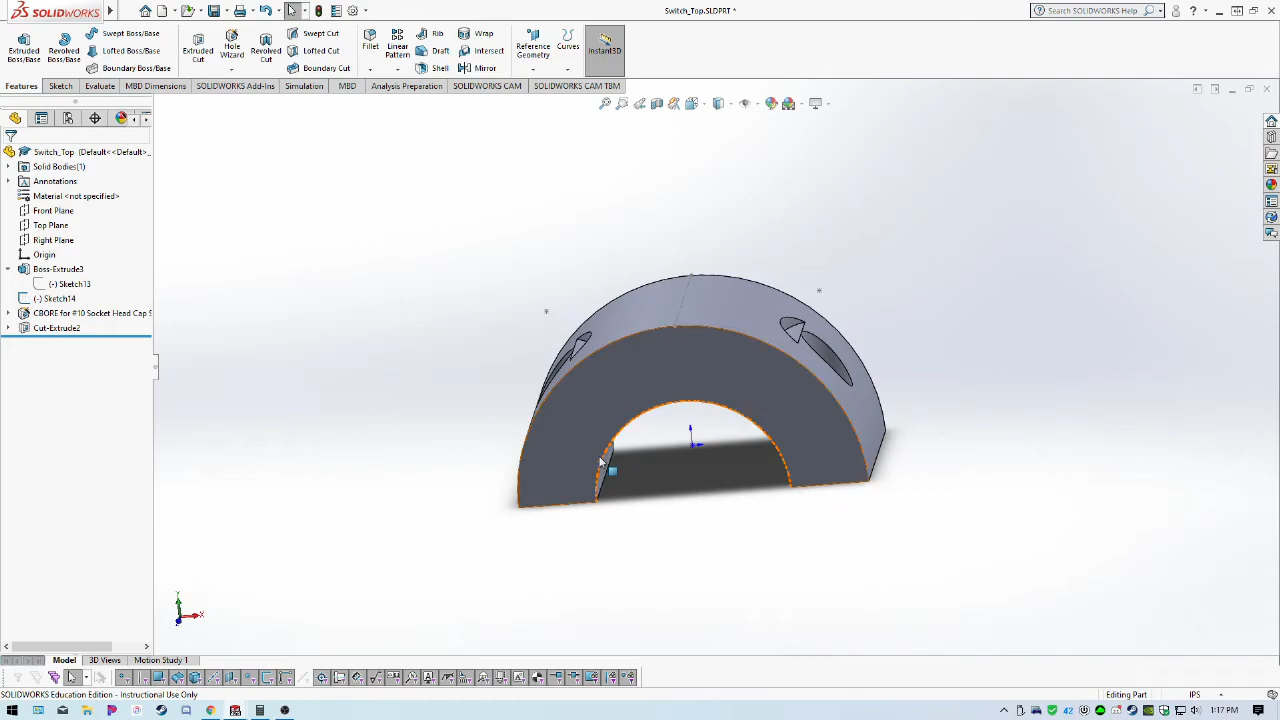 SOLIDWORKS
Switch_Top.SLDPRT *
Search SOLIDWORKS Help
Extruded Boss/Base
Revolved Boss/Base
Swept Boss/Base
Lofted Boss/Base
Boundary Boss/Base
Extruded Cut
Hole Wizard
Revolved Cut
Swept Cut
Lofted Cut
Boundary Cut
Fillet
Linear Pattern
Rib
Draft
Shell
Wrap
Intersect
Mirror
Reference Geometry
Curves
Instant3D
Features
Sketch
Evaluate
MBD Dimensions
SOLIDWORKS Add-Ins
Simulation
MBD
Analysis Preparation
SOLIDWORKS CAM
SOLIDWORKS CAM TBM
Switch_Top (Default<<Default>_
Solid Bodies(1)
Annotations
Material <not specified>
Front Plane
Top Plane
Right Plane
Origin
Boss-Extrude3
(-) Sketch13
(-) Sketch14
CBORE for #10 Socket Head Cap S
Cut-Extrude2
Y
X
Z
Model
3D Views
Motion Study 1
SOLIDWORKS Education Edition - Instructional Use Only
Editing Part
IPS
42
1:17 PM